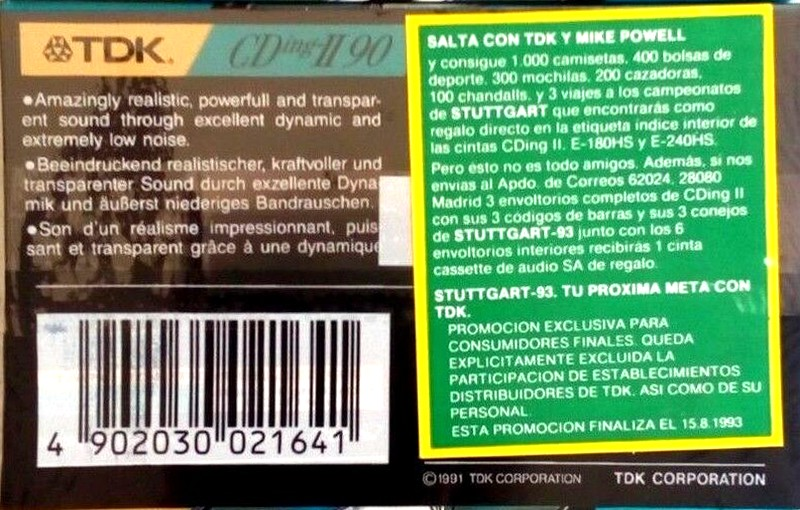 TDK.
CDing-II 90
•Amazingly realistic, powerfull and transpar-
ent sound through excellent dynamic and
extremely low noise.
•Beeindruckend realistischer, kraftvoller und
transparenter Sound durch exzellente Dyna
mik und äußerst niederiges Bandrauschen.
•Son d'un réalisme impressionnant, puis
sant et transparent grâce à une dynamique
4 902030 021641
SALTA CON TDK Y MIKE POWELL
y consigue 1.000 camisetas, 400 bolsas de
deporte, 300 mochilas, 200 cazadoras,
100 chandalls, y 3 viajes a los campeonatos
de STUTTGART que encontrarás como
regalo directo en la etiqueta indice interior de
las cintas CDing II, E-180HS y E-240HS.
Pero esto no es todo amigos. Además, si nos
envias al Apdo. de Correos 62024, 28080
Madrid 3 envoltorios completos de CDing II
con sus 3 códigos de barras y sus 3 conejos
de STUTTGART-93 junto con los 6
envoltorios interiores recibirás 1 cinta
cassette de audio SA de regalo.
STUTTGART-93. TU PROXIMA META CON
TDK.
PROMOCION EXCLUSIVA PARA
CONSUMIDORES FINALES. QUEDA
EXPLICITAMENTE EXCLUIDA LA
PARTICIPACION DE ESTABLECIMIENTOS
DISTRIBUIDORES DE TDK. ASI COMO DE SU
PERSONAL.
ESTA PROMOCION FINALIZA EL 15.8.1993
©1991 TDK CORPORATION TDK CORPORATION